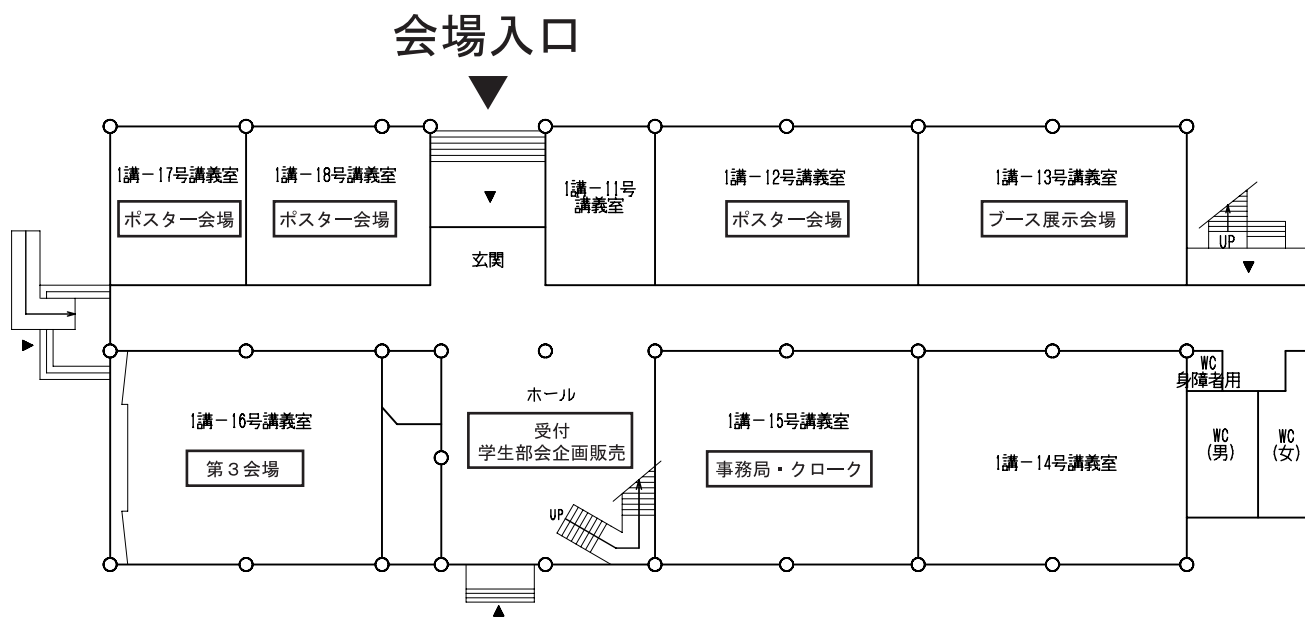 会場入口
1講－17号講義室
ポスター会場
1講－18号講義室
ポスター会場
玄関
1講－11号
講義室
1講－12号講義室
ポスター会場
1講－13号講義室
ブース展示会場
UP
1講－16号講義室
第３会場
ホール
受付
学生部会企画販売
UP
1講－15号講義室
事務局・クローク
1講－14号講義室
WC
身障者用
WC
(男)
WC
(女)